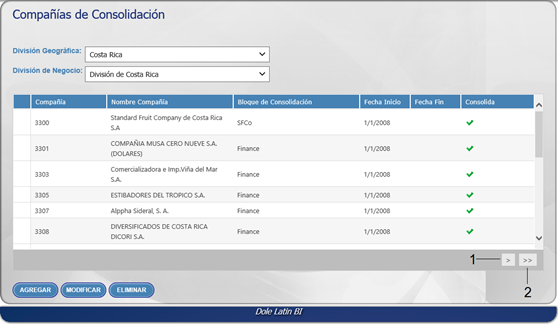 Compañías de Consolidación
División Geográfica: Costa Rica
División de Negocio: División de Costa Rica
Compañía Nombre Compañía Bloque de Consolidación Fecha Inicio Fecha Fin Consolida
3300 Standard Fruit Company de Costa Rica S.A SFCo 1/1/2008
3301 COMPAÑIA MUSA CERO NUEVE S.A. (DOLARES) Finance 1/1/2008
3303 Comercializadora e Imp.Viña del Mar S.A. Finance 1/1/2008
3305 ESTIBADORES DEL TROPICO S.A. Finance 1/1/2008
3307 Alppha Sideral, S. A. Finance 1/1/2008
3308 DIVERSIFICADOS DE COSTA RICA DICORI S.A. Finance 1/1/2008
1 > >>
2
AGREGAR MODIFICAR ELIMINAR
Dole Latin BI